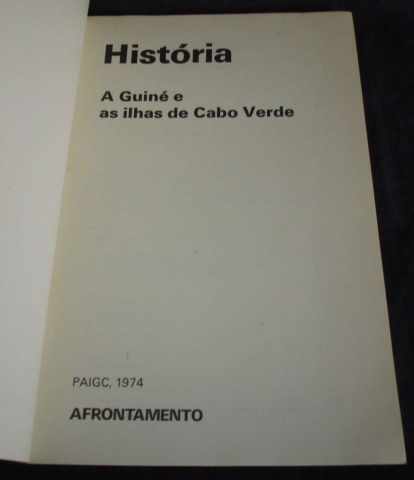 História
A Guiné e
as ilhas de Cabo Verde
PAIGC, 1974
AFRONTAMENTO